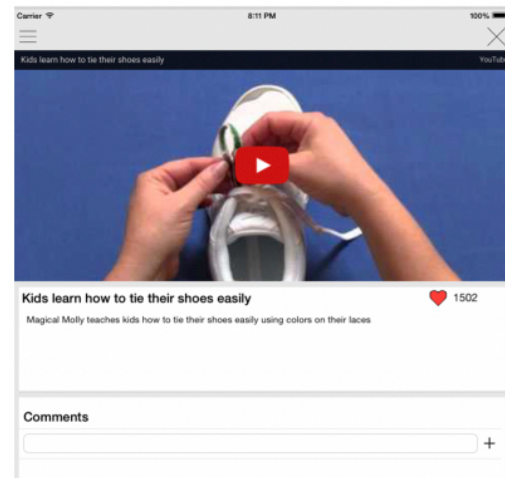 Carrier 8:11 PM 100%
Kids learn how to tie their shoes easily YouTube
Kids learn how to tie their shoes easily 1502
Magical Molly teaches kids how to tie their shoes easily using colors on their laces
Comments
+